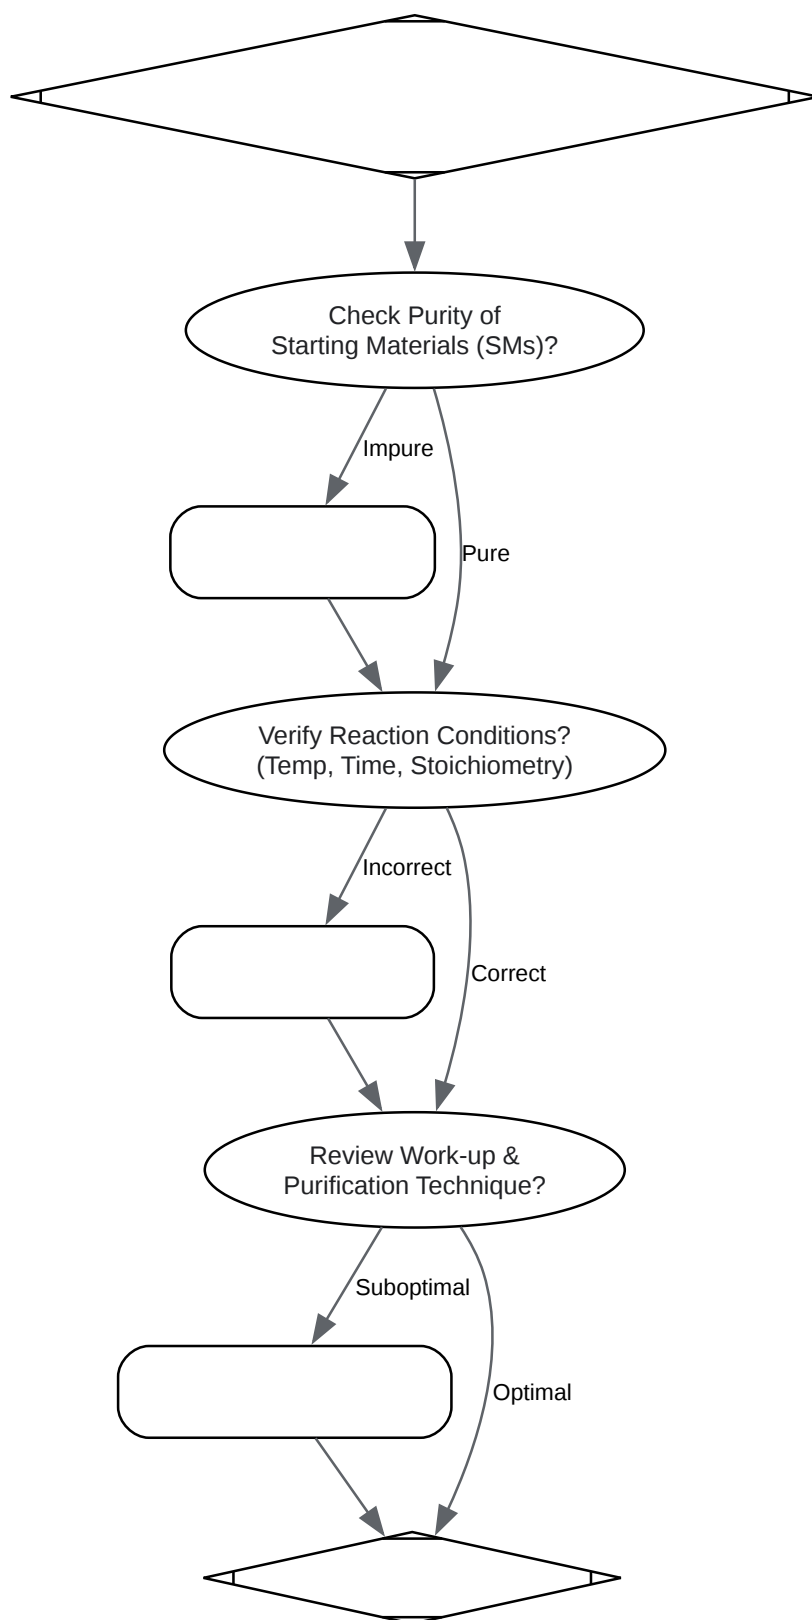 Check Purity of
Starting Materials (SMs)?
Impure
Pure
Verify Reaction Conditions?
(Temp, Time, Stoichiometry)
Incorrect
Correct
Review Work-up &
Purification Technique?
Suboptimal
Optimal